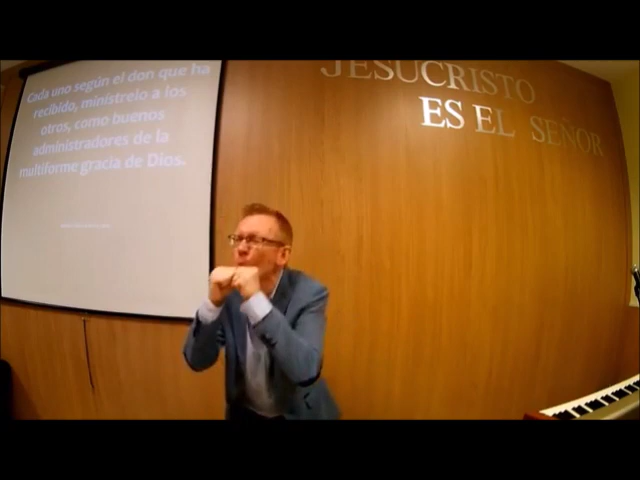 Cada uno según el don que ha
recibido, minístrelo a los
otros, como buenos
administradores de la
multiforme gracia de Dios.
JESUCRISTO
ES EL SEÑOR